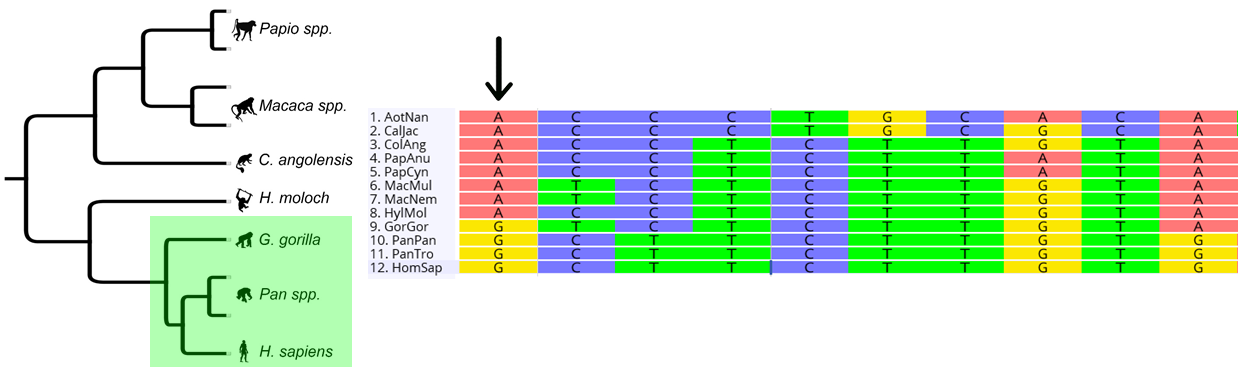 Papio spp.
Macaca spp.
C. angolensis
H. moloch
G. gorilla
Pan spp.
H. sapiens
1. AotNan A C C C T G C A C A
2. CalJac A C C C T G C G C A
3. ColAng A C C T C T T G T A
4. PapAnu A C C T C T T A T A
5. PapCyn A C C T C T T A T A
6. MacMul A T C T C T T G T A
7. MacNem A T C T C T T G T A
8. HylMol A C C T C T T G T A
9. GorGor G T C T C T T G T A
10. PanPan G C T T C T T G T G
11. PanTro G C T T C T T G T G
12. HomSap G C T T C T T G T G